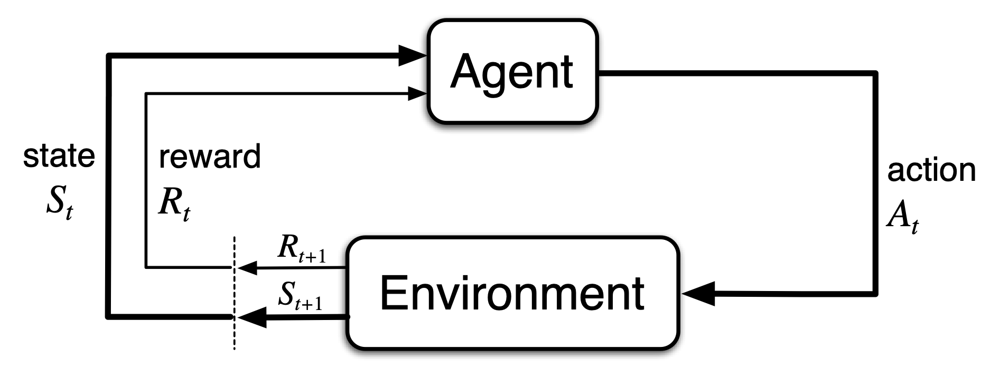 Agent
state
S_t
reward
R_t
action
A_t
R_{t+1}
S_{t+1}
Environment